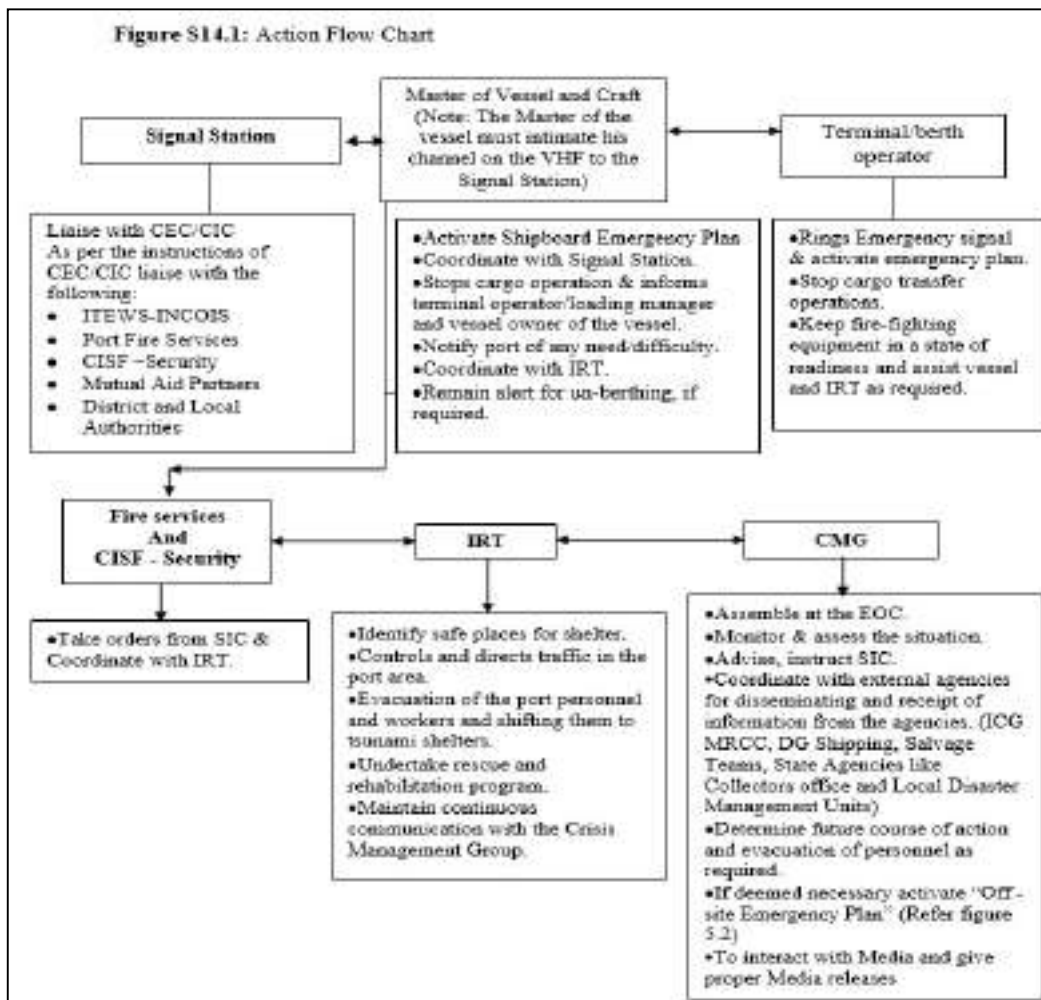 Figure S14.1: Action Flow Chart
Master of Vessel and Craft
(Note: The Master of the
vessel must intimate his
channel on the VHF to the
Signal Station)
Signal Station
Terminal/berth
operator
Liaise with CEC/CIC
As per the instructions of
CEC/CIC liaise with the
following:
● ITEWS-INCOIS
● Port Fire Services
● CISF –Security
● Mutual Aid Partners
● District and Local
Authorities
●Activate Shipboard Emergency Plan
●Coordinate with Signal Station.
●Stops cargo operation & informs
terminal operator/loading manager
and vessel owner of the vessel.
●Notify port of any need/difficulty.
●Coordinate with IRT.
●Remain alert for un-berthing, if
required.
●Rings Emergency signal
& activate emergency plan.
●Stop cargo transfer
operations.
●Keep fire-fighting
equipment in a state of
readiness and assist vessel
and IRT as required.
Fire services
And
CISF - Security
IRT
CMG
●Take orders from SIC &
Coordinate with IRT.
●Identify safe places for shelter.
●Controls and directs traffic in the
port area.
●Evacuation of the port personnel
and workers and shifting them to
tsunami shelters.
●Undertake rescue and
rehabilitation program.
●Maintain continuous
communication with the Crisis
Management Group.
●Assemble at the EOC.
●Monitor & assess the situation.
●Advise, instruct SIC.
●Coordinate with external agencies
for disseminating and receipt of
information from the agencies. (ICG
MRCC, DG Shipping, Salvage
Teams, State Agencies like
Collectors office and Local Disaster
Management Units)
●Determine future course of action
and evacuation of personnel as
required.
●If deemed necessary activate “Off-
site Emergency Plan” (Refer figure
5.2)
●To interact with Media and give
proper Media releases